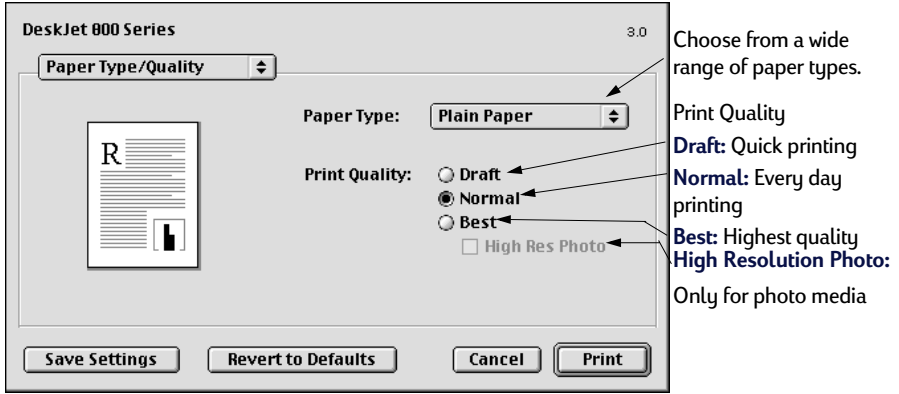 DeskJet 800 Series
3.0
Paper Type/Quality
Paper Type:
Plain Paper
Print Quality:
Draft
Normal
Best
High Res Photo
R
Save Settings
Revert to Defaults
Cancel
Print
Choose from a wide
range of paper types.
Print Quality
Draft: Quick printing
Normal: Every day
printing
Best: Highest quality
High Resolution Photo:
Only for photo media